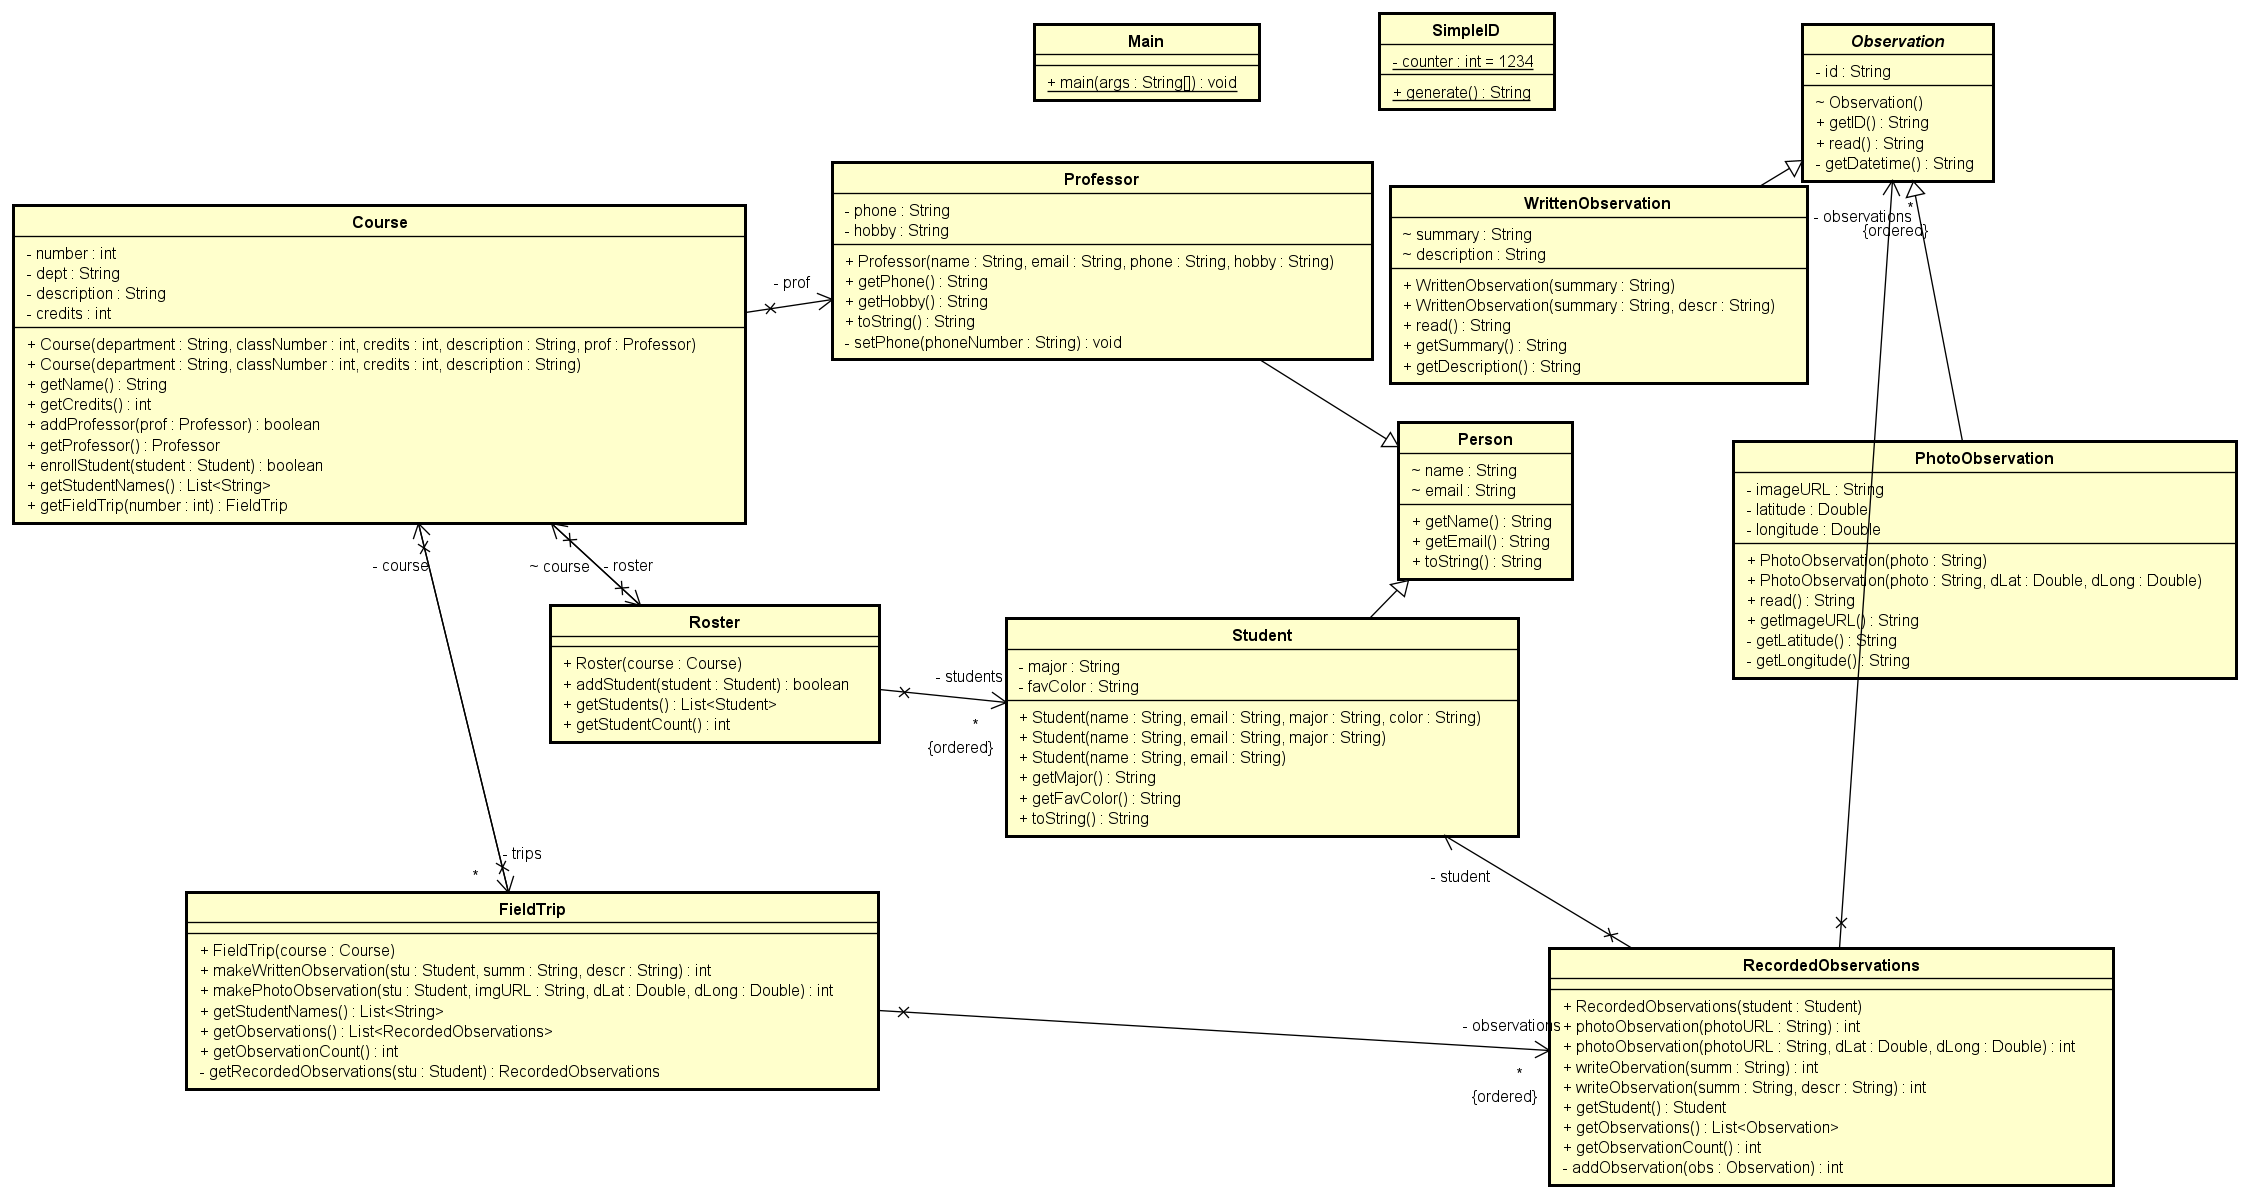 Main
+ main(args : String[]) : void
SimpleID
- counter : int = 1234
+ generate() : String
Observation
- id : String
~ Observation()
+ getID() : String
+ read() : String
- getDatetime() : String
Course
- number : int
- dept : String
- description : String
- credits : int
+ Course(department : String, classNumber : int, credits : int, description : String, prof : Professor)
+ Course(department : String, classNumber : int, credits : int, description : String)
+ getName() : String
+ getCredits() : int
+ addProfessor(prof : Professor) : boolean
+ getProfessor() : Professor
+ enrollStudent(student : Student) : boolean
+ getStudentNames() : List<String>
+ getFieldTrip(number : int) : FieldTrip
- prof
Professor
- phone : String
- hobby : String
+ Professor(name : String, email : String, phone : String, hobby : String)
+ getPhone() : String
+ getHobby() : String
+ toString() : String
- setPhone(phoneNumber : String) : void
WrittenObservation
~ summary : String
~ description : String
+ WrittenObservation(summary : String)
+ WrittenObservation(summary : String, descr : String)
+ read() : String
+ getSummary() : String
+ getDescription() : String
*
- observations
{ordered}
Person
~ name : String
~ email : String
+ getName() : String
+ getEmail() : String
+ toString() : String
PhotoObservation
- imageURL : String
- latitude : Double
- longitude : Double
+ PhotoObservation(photo : String)
+ PhotoObservation(photo : String, dLat : Double, dLong : Double)
+ read() : String
+ getImageURL() : String
- getLatitude() : String
- getLongitude() : String
- course
~ course
- roster
Roster
+ Roster(course : Course)
+ addStudent(student : Student) : boolean
+ getStudents() : List<Student>
+ getStudentCount() : int
- students
*
{ordered}
Student
- major : String
- favColor : String
+ Student(name : String, email : String, major : String, color : String)
+ Student(name : String, email : String, major : String)
+ Student(name : String, email : String)
+ getMajor() : String
+ getFavColor() : String
+ toString() : String
- trips
*
- student
FieldTrip
+ FieldTrip(course : Course)
+ makeWrittenObservation(stu : Student, summ : String, descr : String) : int
+ makePhotoObservation(stu : Student, imgURL : String, dLat : Double, dLong : Double) : int
+ getStudentNames() : List<String>
+ getObservations() : List<RecordedObservations>
+ getObservationCount() : int
- getRecordedObservations(stu : Student) : RecordedObservations
- observations
*
{ordered}
RecordedObservations
+ RecordedObservations(student : Student)
+ photoObservation(photoURL : String) : int
+ photoObservation(photoURL : String, dLat : Double, dLong : Double) : int
+ writeObervation(summ : String) : int
+ writeObservation(summ : String, descr : String) : int
+ getStudent() : Student
+ getObservations() : List<Observation>
+ getObservationCount() : int
- addObservation(obs : Observation) : int